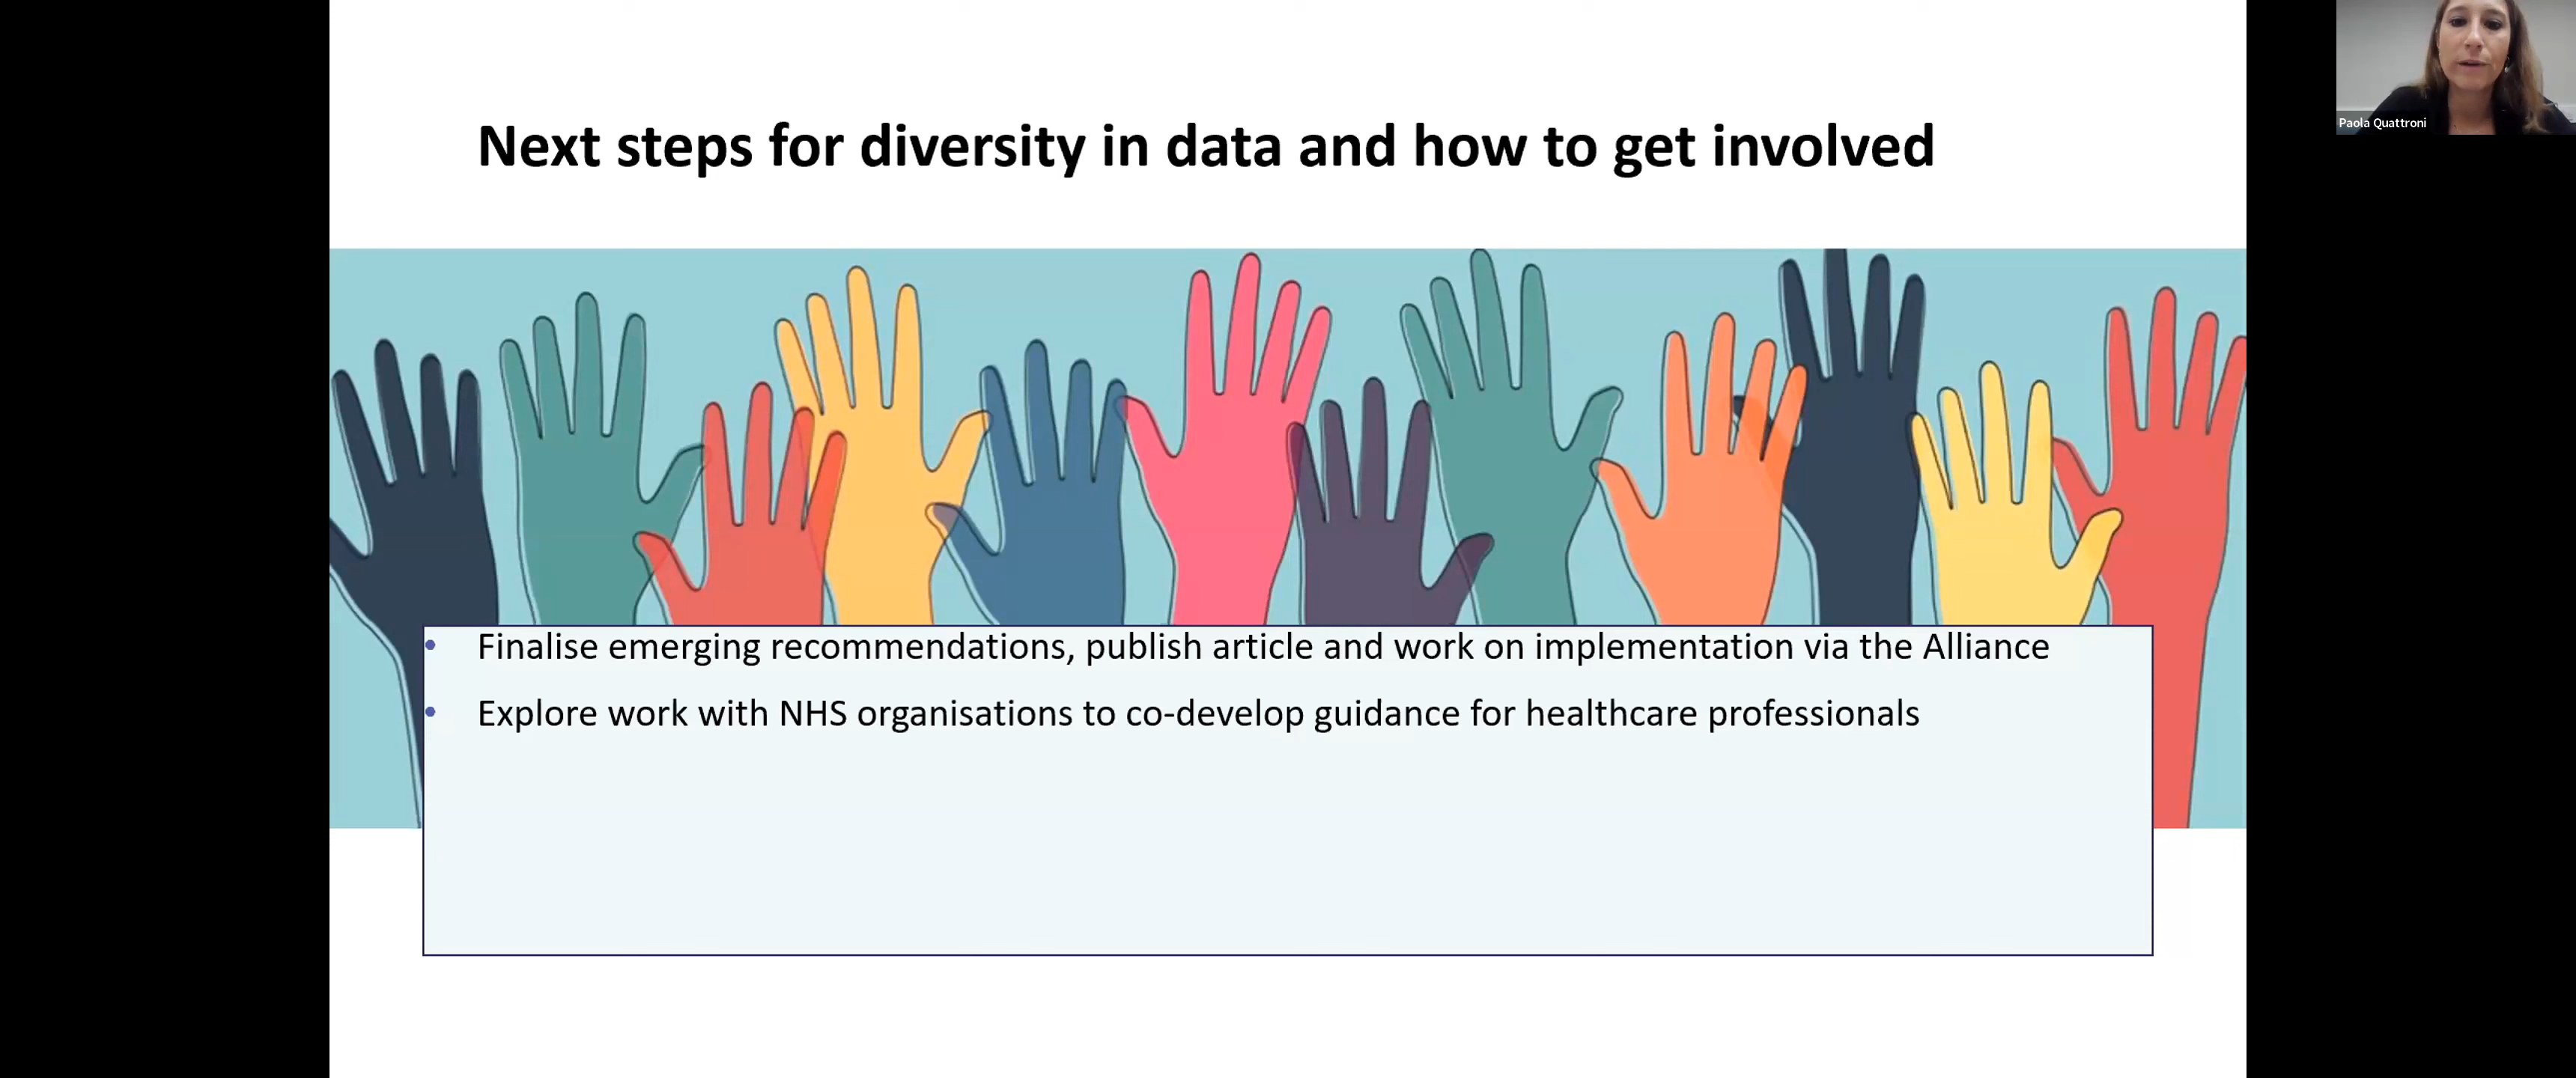 Next steps for diversity in data and how to get involved
Paola Quattroni
• Finalise emerging recommendations, publish article and work on implementation via the Alliance
• Explore work with NHS organisations to co-develop guidance for healthcare professionals